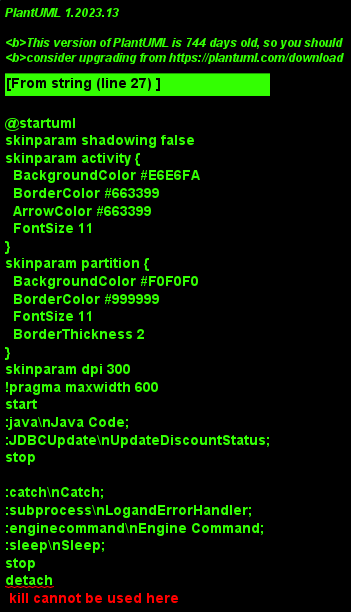 PlantUML 1.2023.13
<b>This version of PlantUML is 744 days old, so you should
<b>consider upgrading from https://plantuml.com/download
[From string (line 27) ]
@startuml
skinparam shadowing false
skinparam activity {
BackgroundColor #E6E6FA
BorderColor #663399
ArrowColor #663399
FontSize 11
}
skinparam partition {
BackgroundColor #F0F0F0
BorderColor #999999
FontSize 11
BorderThickness 2
}
skinparam dpi 300
!pragma maxwidth 600
start
:java\nJava Code;
:JDBCUpdate\nUpdateDiscountStatus;
stop
:catch\nCatch;
:subprocess\nLogandErrorHandler;
:enginecommand\nEngine Command;
:sleep\nSleep;
stop
detach
kill cannot be used here